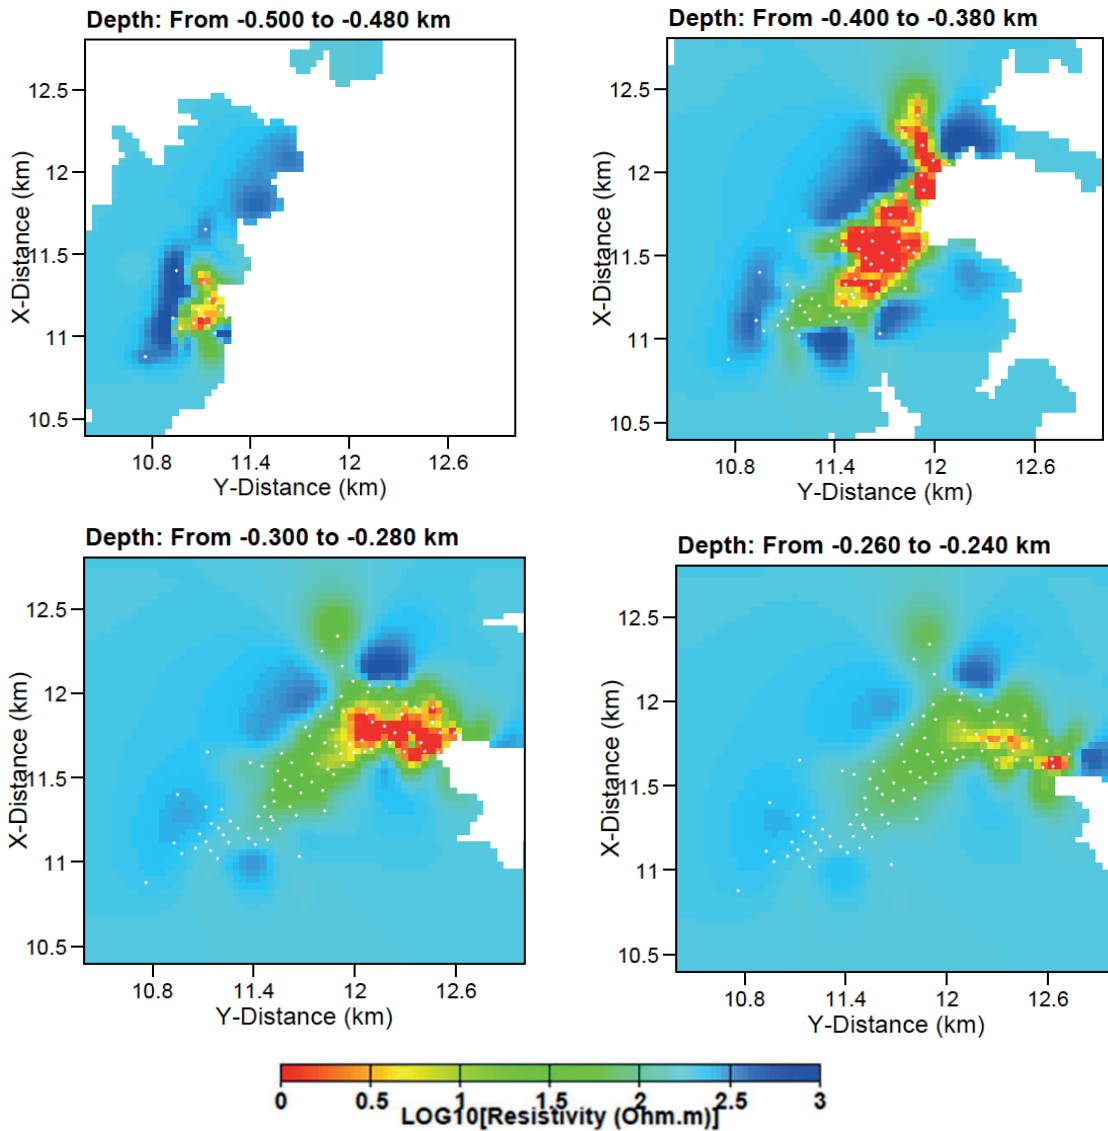 Depth: From -0.500 to -0.480 km
12.5
12
11.5
11
10.5
X-Distance (km)
10.8 11.4 12 12.6
Y-Distance (km)
Depth: From -0.400 to -0.380 km
12.5
12
11.5
11
10.5
X-Distance (km)
10.8 11.4 12 12.6
Y-Distance (km)
Depth: From -0.300 to -0.280 km
12.5
12
11.5
11
10.5
X-Distance (km)
10.8 11.4 12 12.6
Y-Distance (km)
Depth: From -0.260 to -0.240 km
12.5
12
11.5
11
10.5
X-Distance (km)
10.8 11.4 12 12.6
Y-Distance (km)
0 0.5 1 1.5 2 2.5 3
LOG10[Resistivity (Ohm.m)]